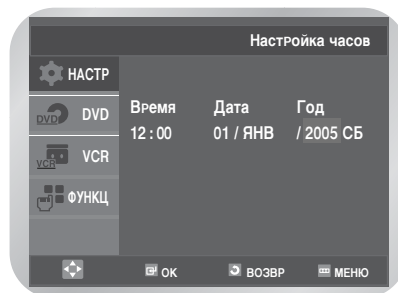 Настройка часов
НАСТР
DVD DVD
Время Дата Год
12 : 00 01 / ЯНВ / 2005 СБ
VCR VCR
ФУНКЦ
ОК ВОЗВР МЕНЮ